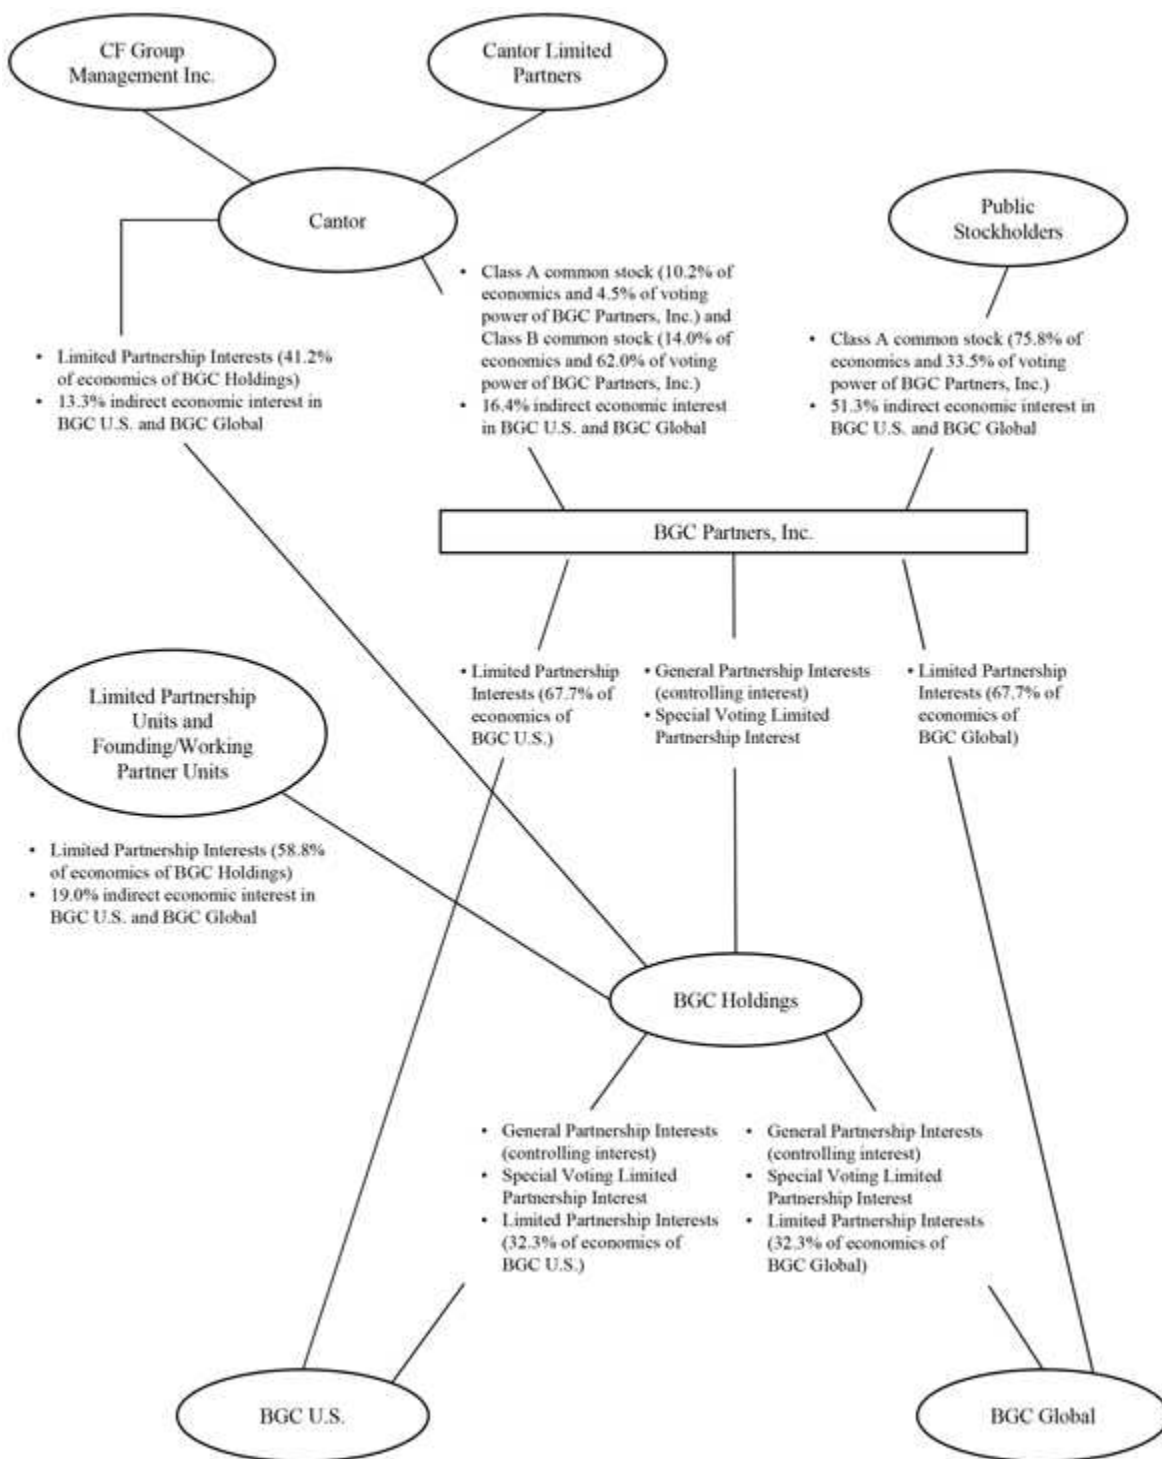 CF Group
Management Inc.
Cantor Limited
Partners
Cantor
Public
Stockholders
• Class A common stock (10.2% of
economics and 4.5% of voting
power of BGC Partners, Inc.) and
Class B common stock (14.0% of
economics and 62.0% of voting
power of BGC Partners, Inc.)
• 16.4% indirect economic interest
in BGC U.S. and BGC Global
• Limited Partnership Interests (41.2%
of economics of BGC Holdings)
• 13.3% indirect economic interest in
BGC U.S. and BGC Global
• Class A common stock (75.8% of
economics and 33.5% of voting
power of BGC Partners, Inc.)
• 51.3% indirect economic interest in
BGC U.S. and BGC Global
BGC Partners, Inc.
Limited Partnership
Units and
Founding/Working
Partner Units
• Limited Partnership
Interests (67.7% of
economics of
BGC U.S.)
• General Partnership Interests
(controlling interest)
• Special Voting Limited
Partnership Interest
• Limited Partnership
Interests (67.7% of
economics of
BGC Global)
• Limited Partnership Interests (58.8%
of economics of BGC Holdings)
• 19.0% indirect economic interest in
BGC U.S. and BGC Global
BGC Holdings
• General Partnership Interests
(controlling interest)
• Special Voting Limited
Partnership Interest
• Limited Partnership Interests
(32.3% of economics of
BGC U.S.)
• General Partnership Interests
(controlling interest)
• Special Voting Limited
Partnership Interest
• Limited Partnership Interests
(32.3% of economics of
BGC Global)
BGC U.S.
BGC Global